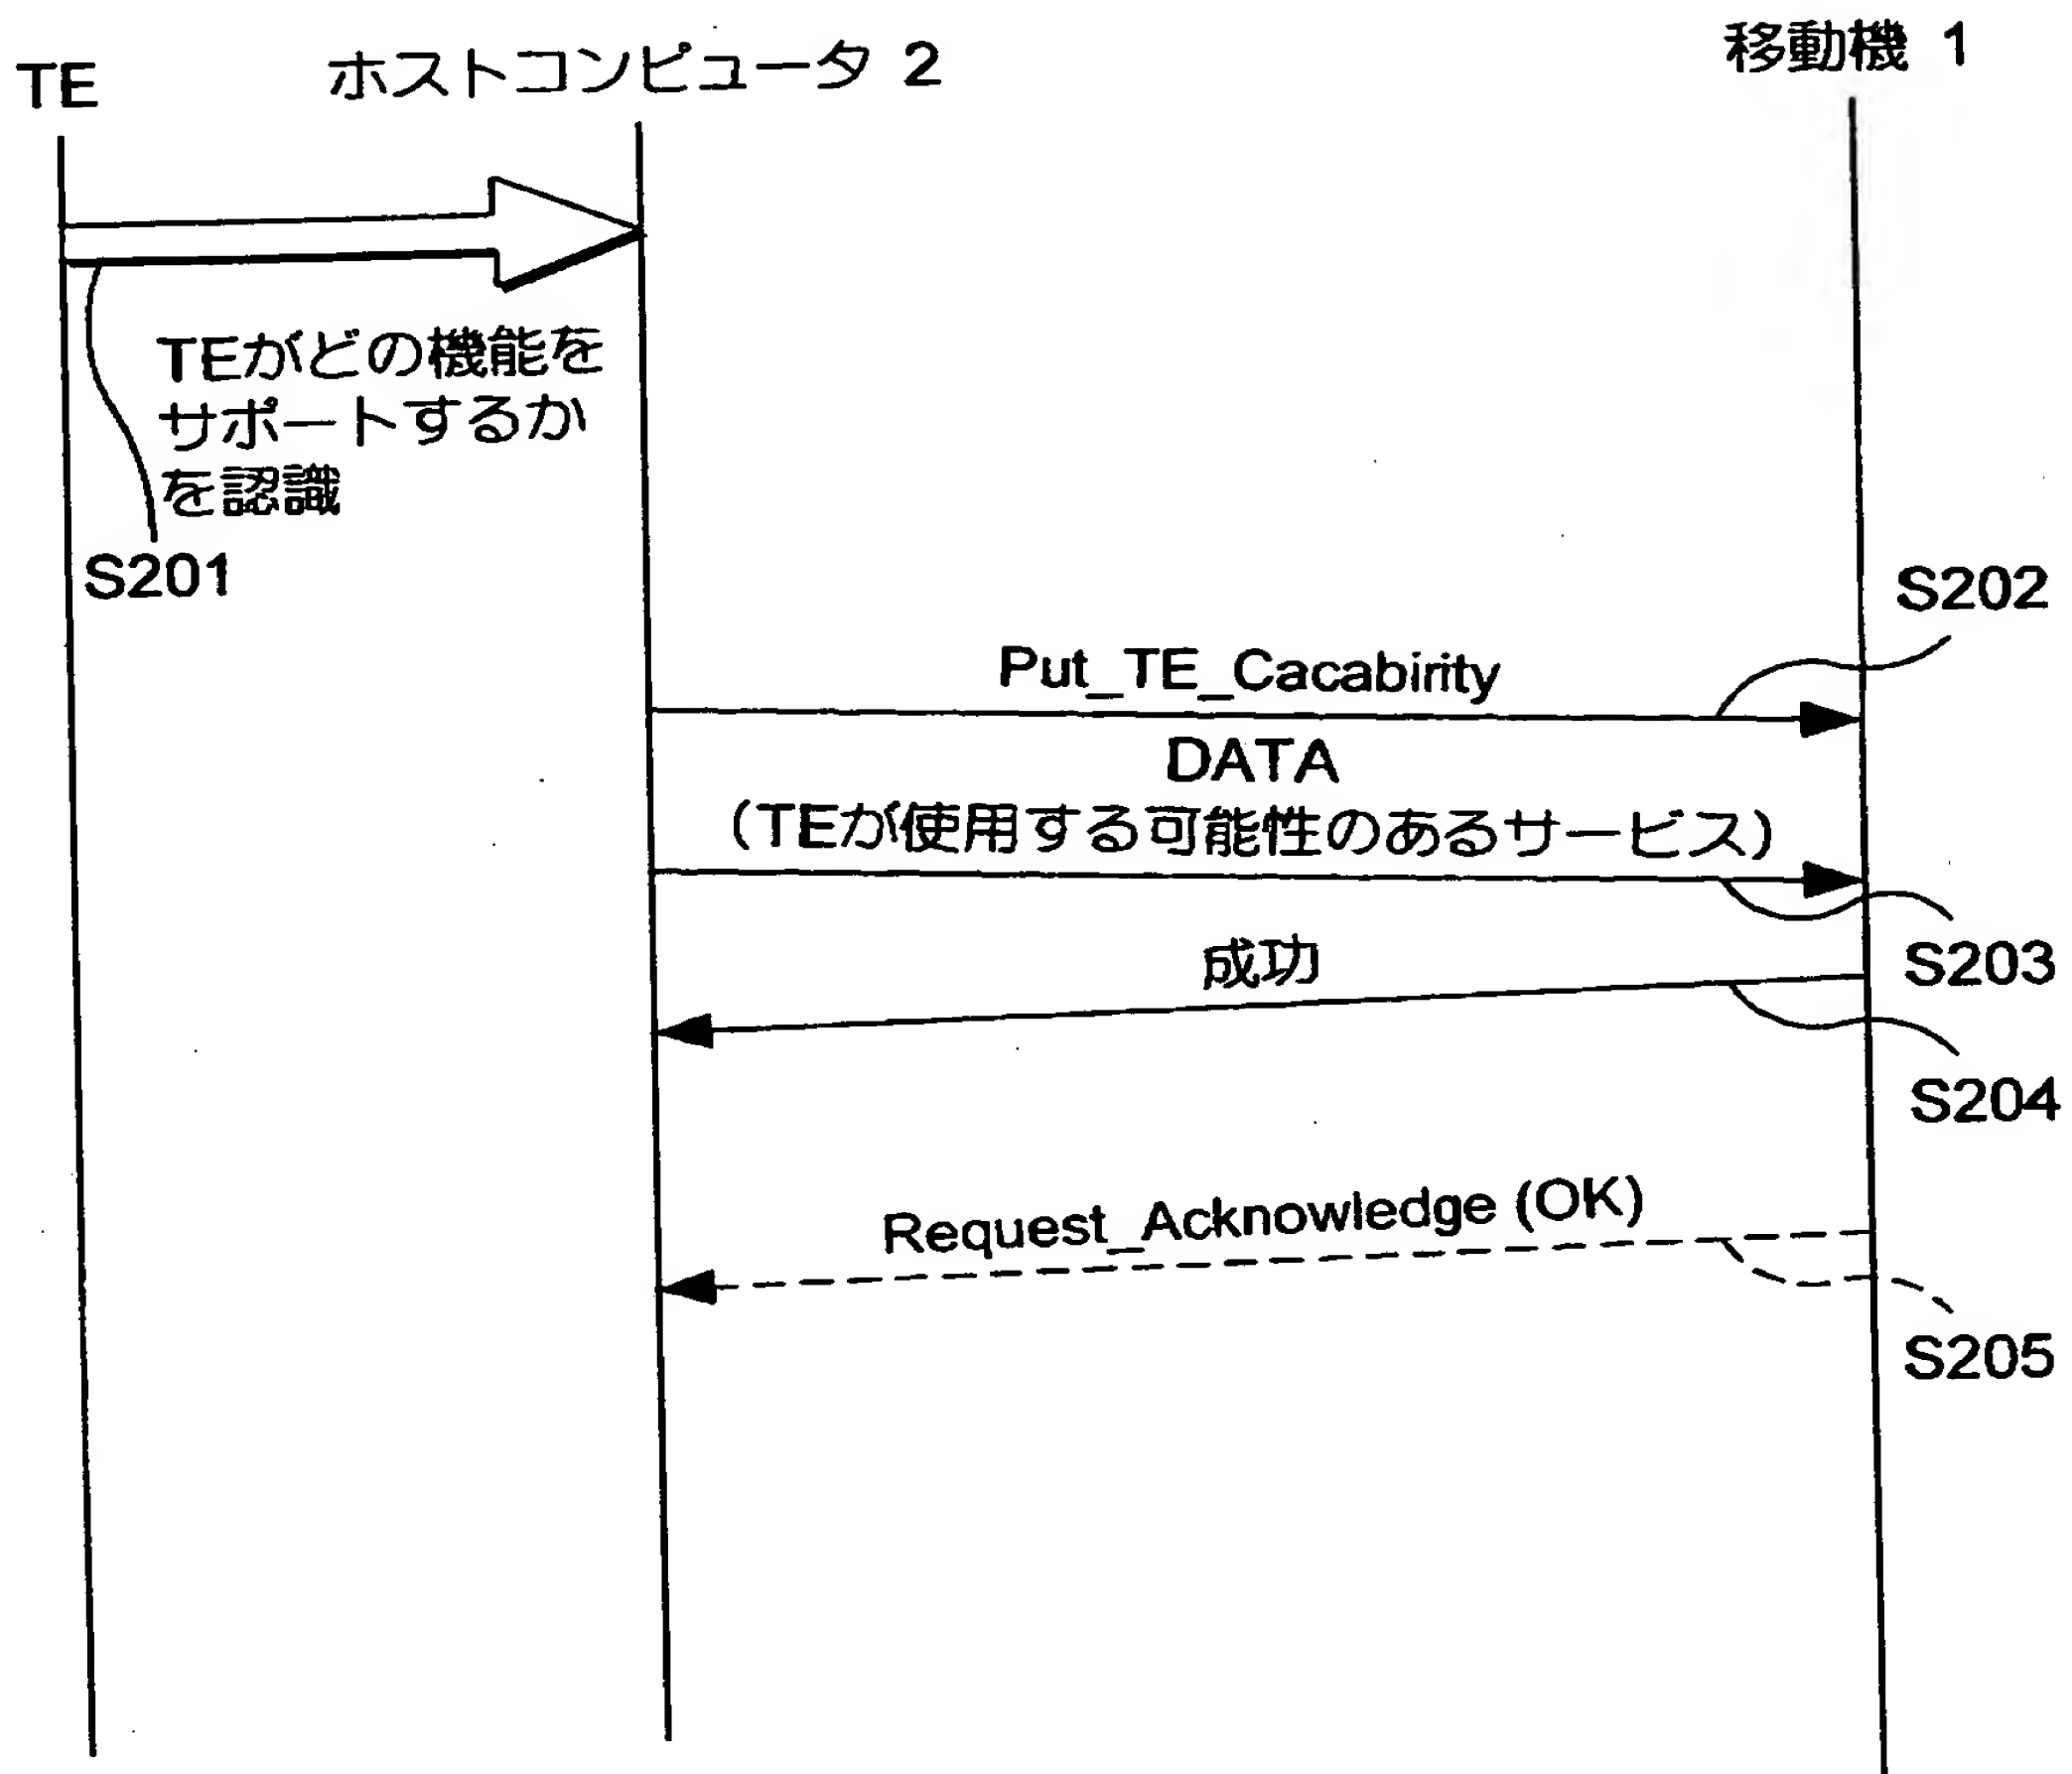 TE
ホストコンピュータ 2
移動機 1
TEがどの機能を
サポートするか
を認識
S201
S202
Put_TE_Cacabirity
DATA
(TEが使用する可能性のあるサービス)
S203
成功
S204
Request_Acknowledge (OK)
S205